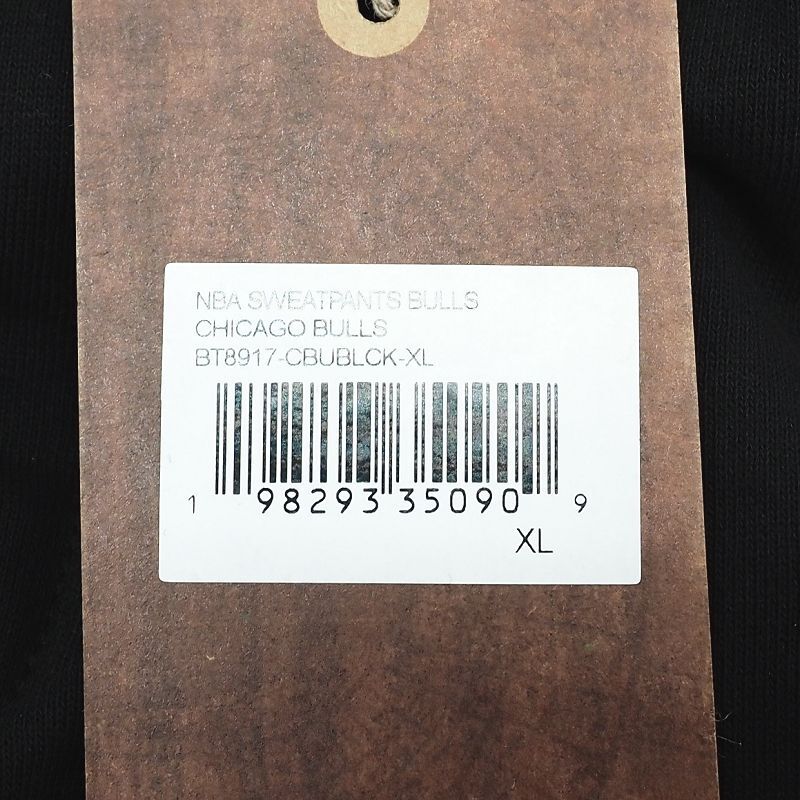 NBA SWEATPANTS BULLS
CHICAGO BULLS
BT8917-CBUBLCK-XL
1 98293 35090 9
XL